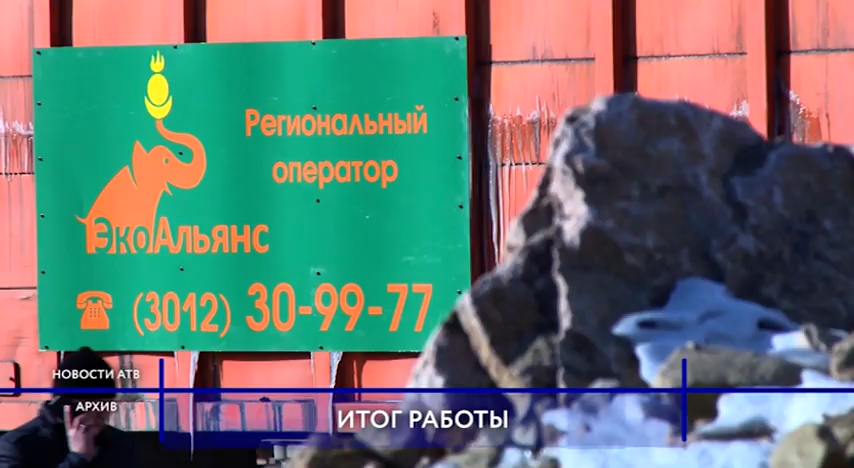 Региональный
оператор
ЭкоАльянс
(3012) 30-99-77
НОВОСТИ АТВ
АРХИВ
ИТОГ РАБОТЫ